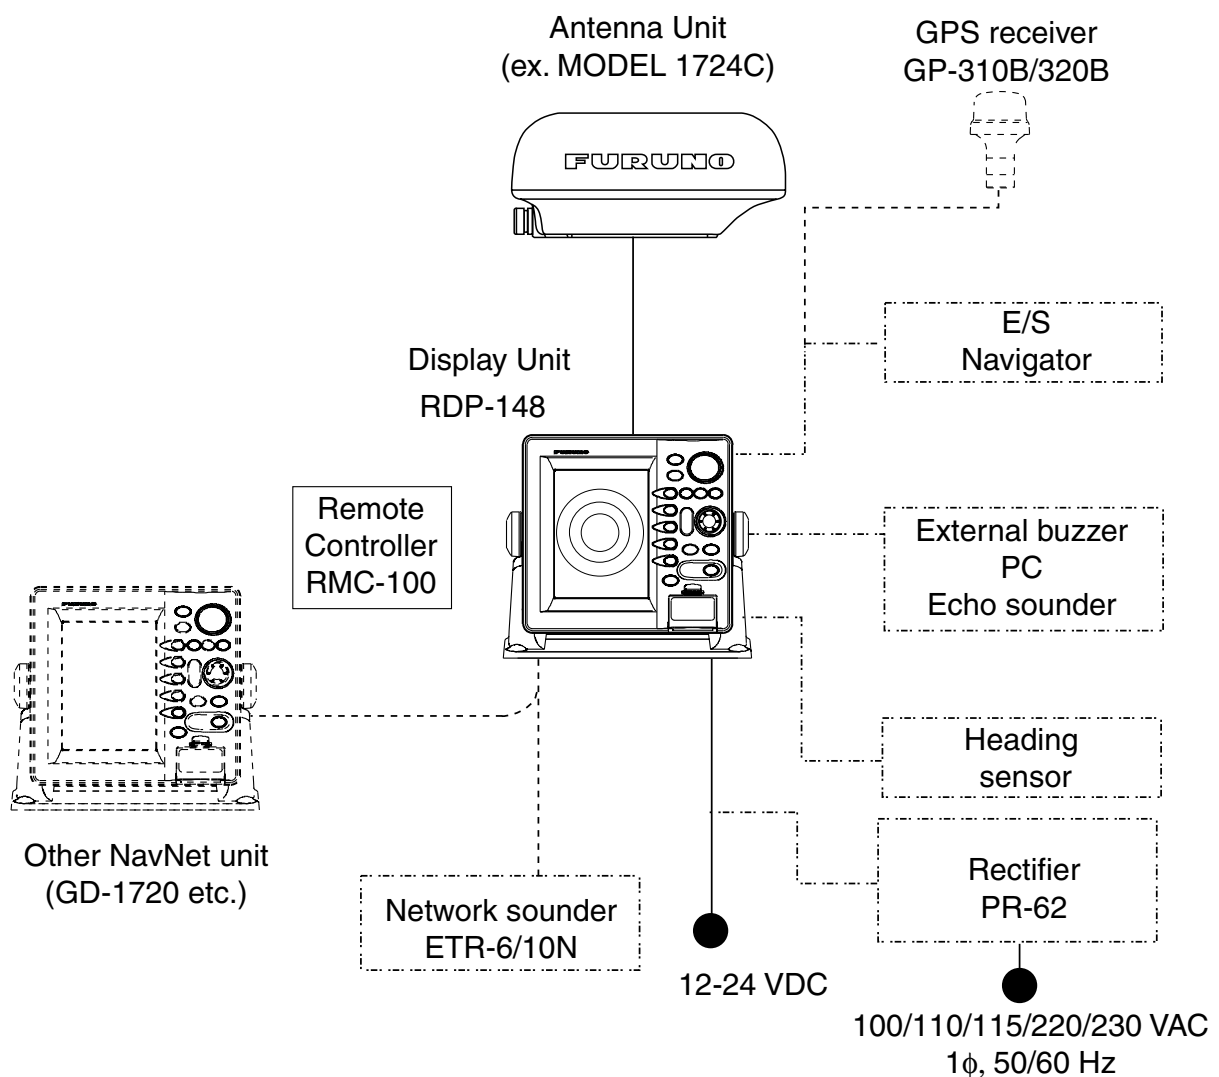 Antenna Unit
(ex. MODEL 1724C)
GPS receiver
GP-310B/320B
FURUNO
E/S
Navigator
Display Unit
RDP-148
FURUNO
Remote
Controller
RMC-100
External buzzer
PC
Echo sounder
FURUNO
Heading
sensor
Other NavNet unit
(GD-1720 etc.)
Rectifier
PR-62
Network sounder
ETR-6/10N
12-24 VDC
100/110/115/220/230 VAC
1ϕ, 50/60 Hz